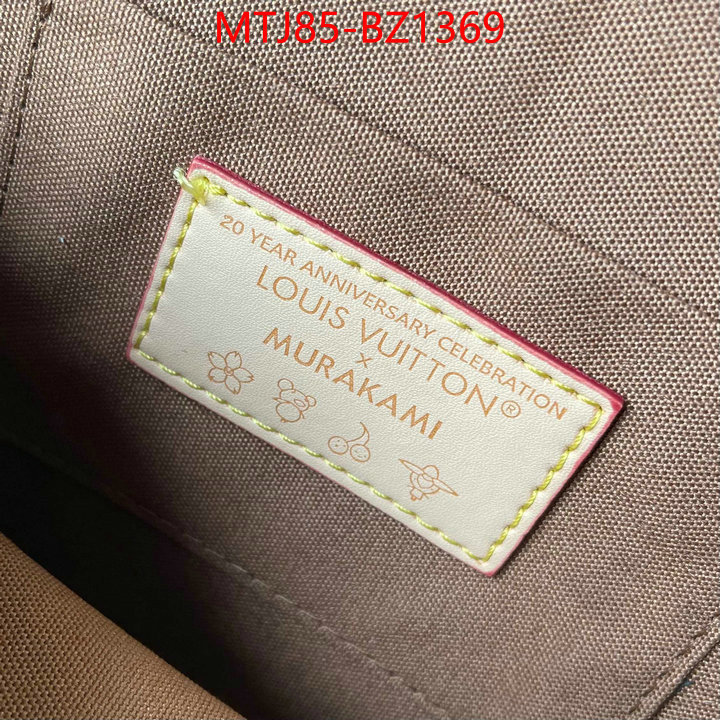 MTJ85-BZ1369
20 YEAR ANNIVERSARY CELEBRATION
LOUIS VUITTON®
×
MURAKAMI